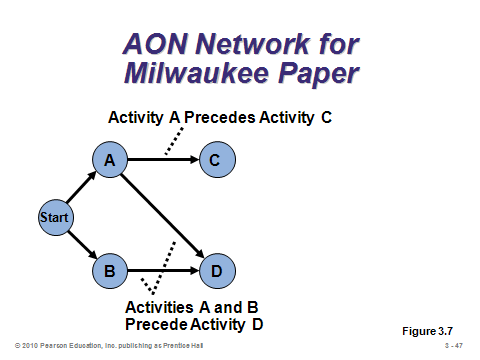 AON Network for
Milwaukee Paper
Activity A Precedes Activity C
A
C
Start
B
D
Activities A and B
Precede Activity D
Figure 3.7
© 2010 Pearson Education, Inc. publishing as Prentice Hall
3 - 47